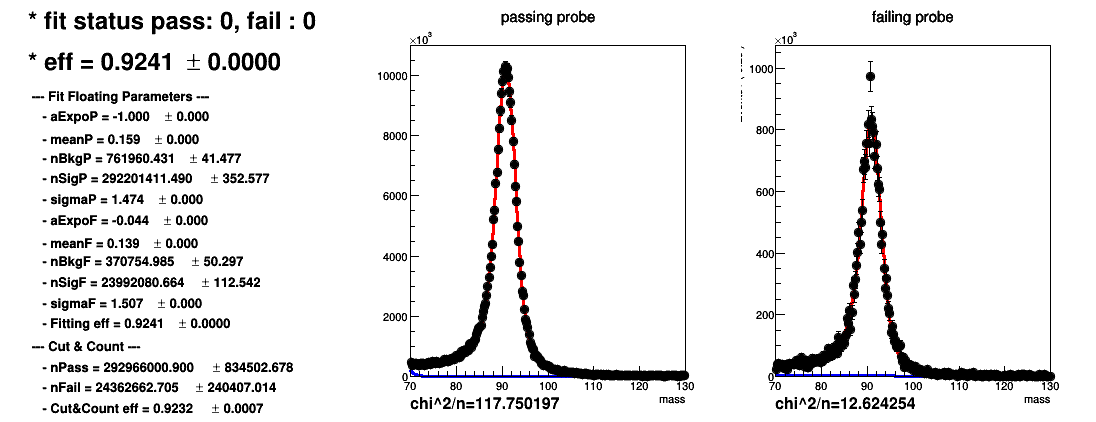 * fit status pass: 0, fail : 0
* eff = 0.9241 ± 0.0000
--- Fit Floating Parameters ---
- aExpoP = -1.000 ± 0.000
- meanP = 0.159 ± 0.000
- nBkgP = 761960.431 ± 41.477
- nSigP = 292201411.490 ± 352.577
- sigmaP = 1.474 ± 0.000
- aExpoF = -0.044 ± 0.000
- meanF = 0.139 ± 0.000
- nBkgF = 370754.985 ± 50.297
- nSigF = 23992080.664 ± 112.542
- sigmaF = 1.507 ± 0.000
- Fitting eff = 0.9241 ± 0.0000
--- Cut & Count ---
- nPass = 292966000.900 ± 834502.678
- nFail = 24362662.705 ± 240407.014
- Cut&Count eff = 0.9232 ± 0.0007
passing probe
×10³
10000
8000
6000
4000
2000
0
70 80 90 100 110 120 130
mass
chi^2/n=117.750197
failing probe
×10³
1000
800
600
400
200
0
70 80 90 100 110 120 130
mass
chi^2/n=12.624254